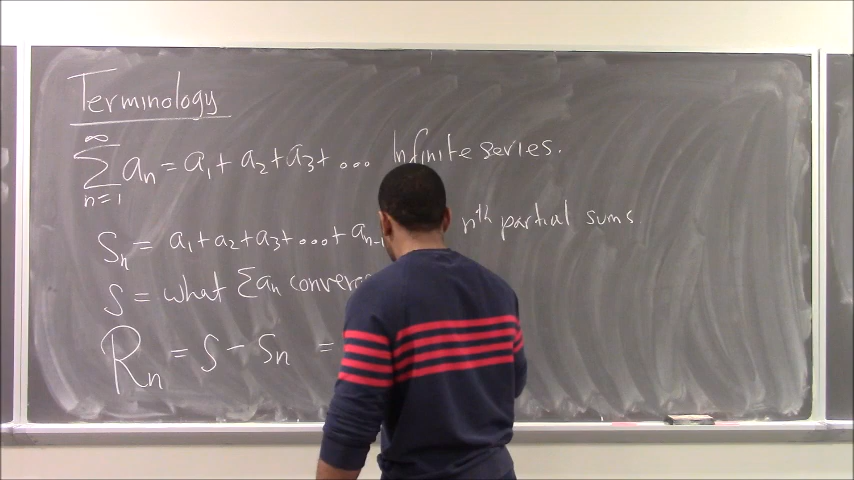 Terminology
∞
∑ aₙ = a₁ + a₂ + a₃ + ... Infinite series.
n=1
Sₙ = a₁ + a₂ + a₃ + ... + aₙ₋₁ nᵗʰ partial sums.
S = what ∑aₙ
Rₙ = S − Sₙ =